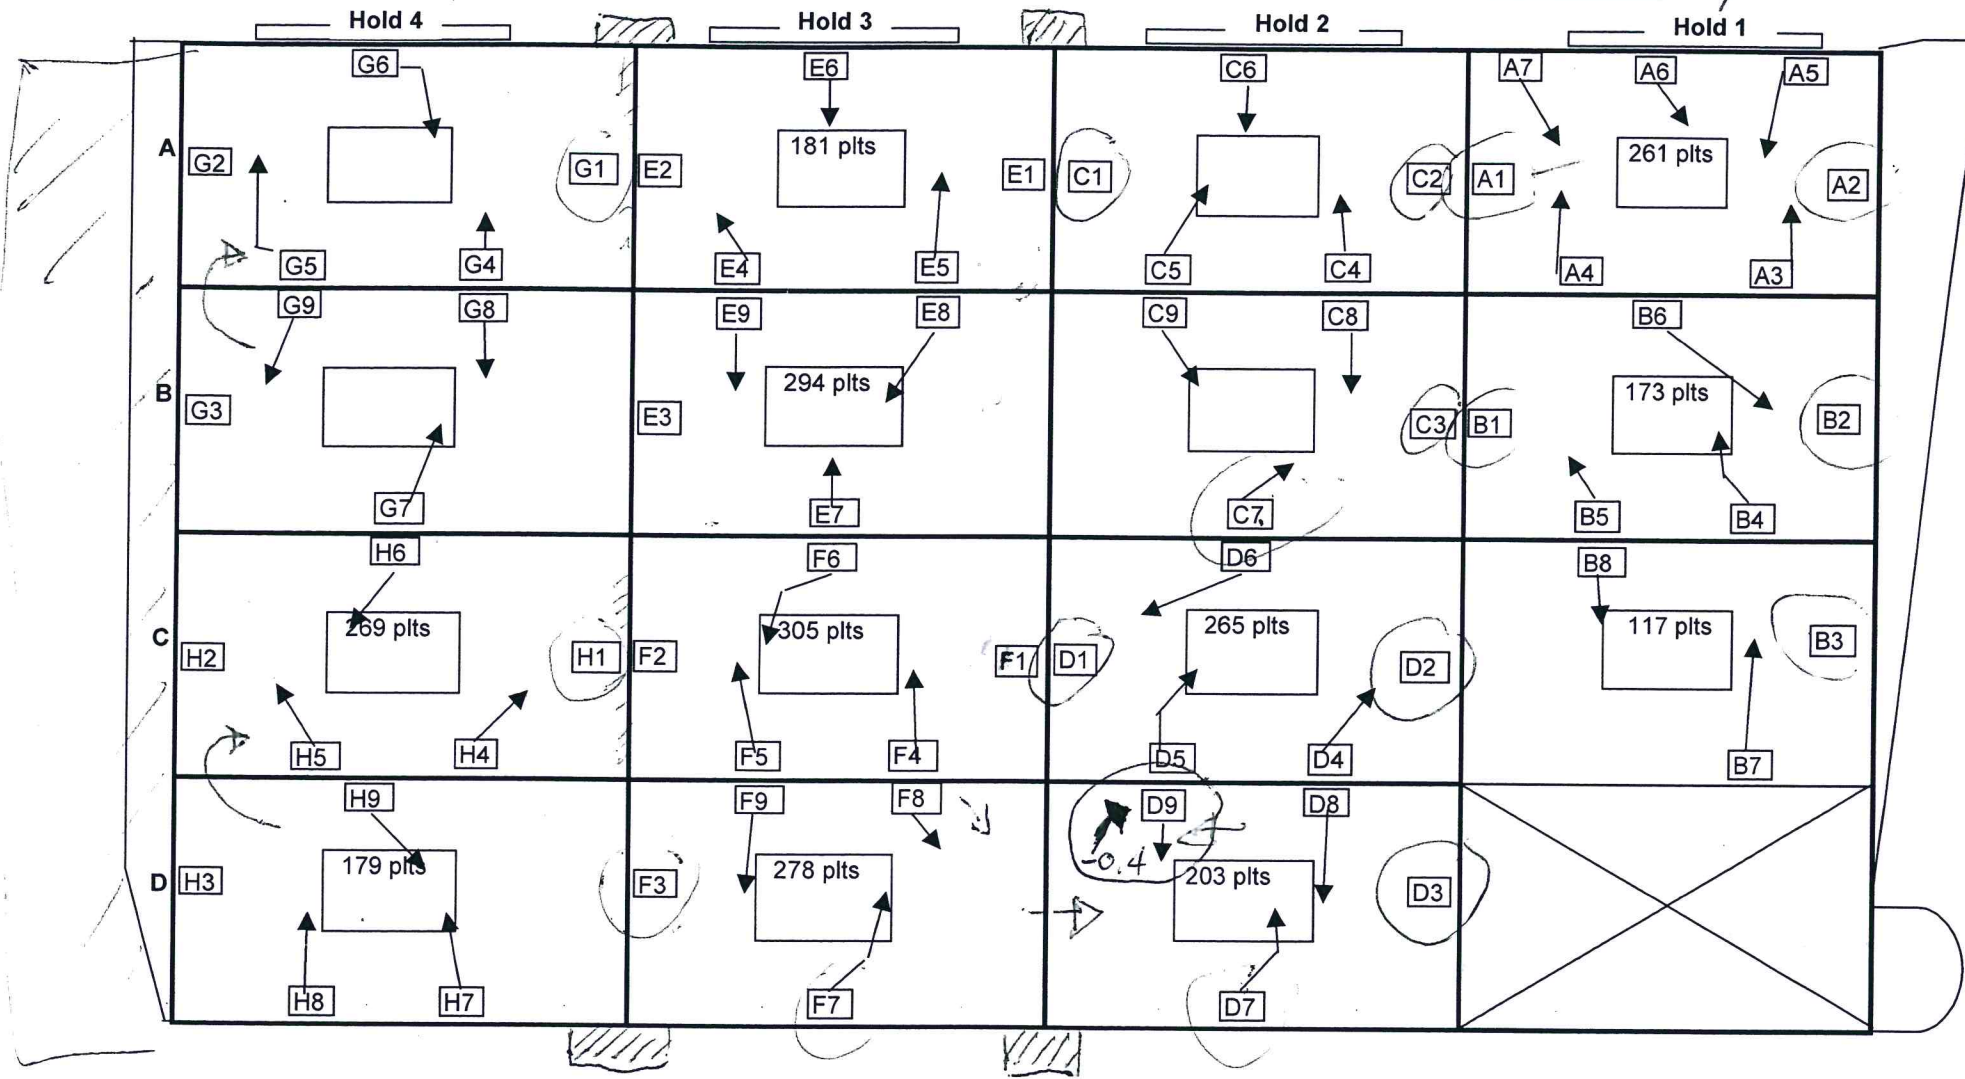 Hold 4 Hold 3 Hold 2 Hold 1
G6 E6 C6 A7 A6 A5
A G2 G1 E2 181 plts E1 C1 C2 A1 261 plts A2
G5 G4 E4 E5 C5 C4 A4 A3
G9 G8 E9 E8 C9 C8 B6
B G3 E3 294 plts C3 B1 173 plts B2
G7 E7 C7 B5 B4
H6 F6 D6 B8
C H2 269 plts H1 F2 305 plts F1 D1 265 plts D2 117 plts B3
H5 H4 F5 F4 D5 D4 B7
H9 F9 F8 D9 D8
-0.4
D H3 179 plts F3 278 plts 203 plts D3
H8 H7 F7 D7